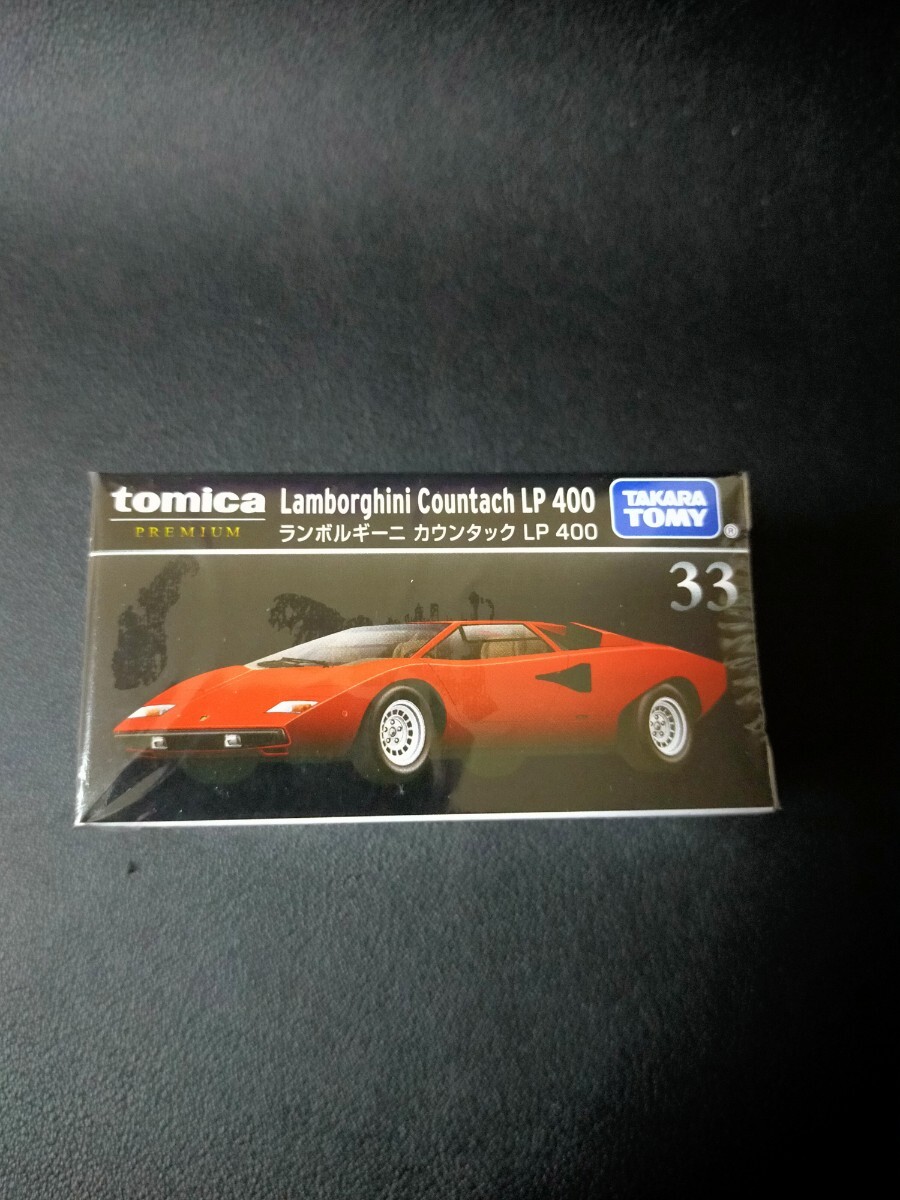 tomica
PREMIUM
Lamborghini Countach LP 400
ランボルギーニ カウンタック LP 400
TAKARA
TOMY
®
33